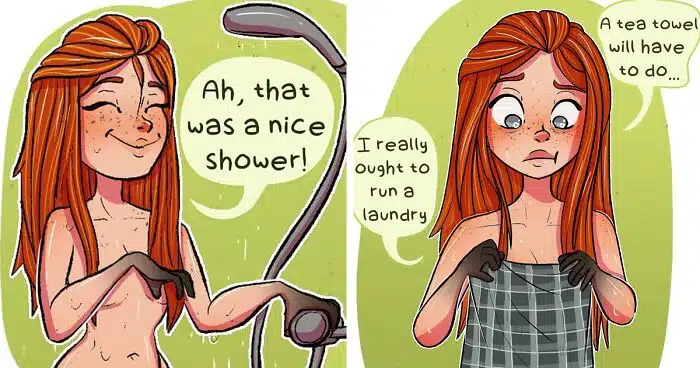 Ah, that
was a nice
shower!
I really
ought to
run a
laundry
A tea towel
will have
to do...